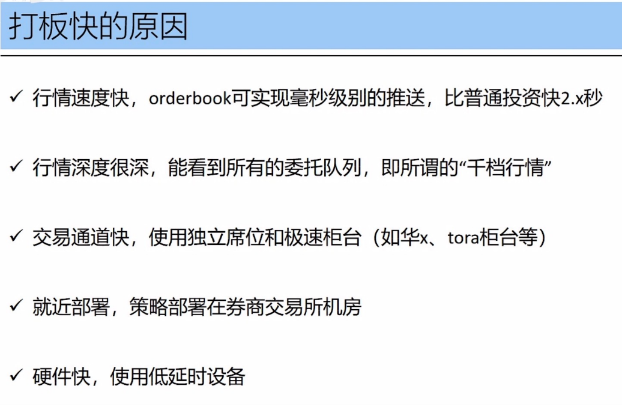 打板快的原因
✓ 行情速度快，orderbook可实现毫秒级别的推送，比普通投资快2.x秒
✓ 行情深度很深，能看到所有的委托队列，即所谓的“千档行情”
✓ 交易通道快，使用独立席位和极速柜台（如华x、tora柜台等）
✓ 就近部署，策略部署在券商交易所机房
✓ 硬件快，使用低延时设备